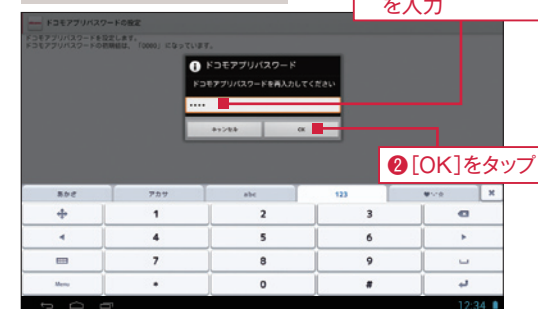 を入力
ドコモアプリパスワードの設定
ドコモアプリパスワードを設定します。
ドコモアプリパスワードの初期値は、「0000」になっています。
ドコモアプリパスワード
ドコモアプリパスワードを再入力してください
••••
キャンセル
OK
❷[OK]をタップ
あかさ
アカサ
abc
123
♥'-'☆
1
2
3
4
5
6
7
8
9
Menu
*
0
#
12:34